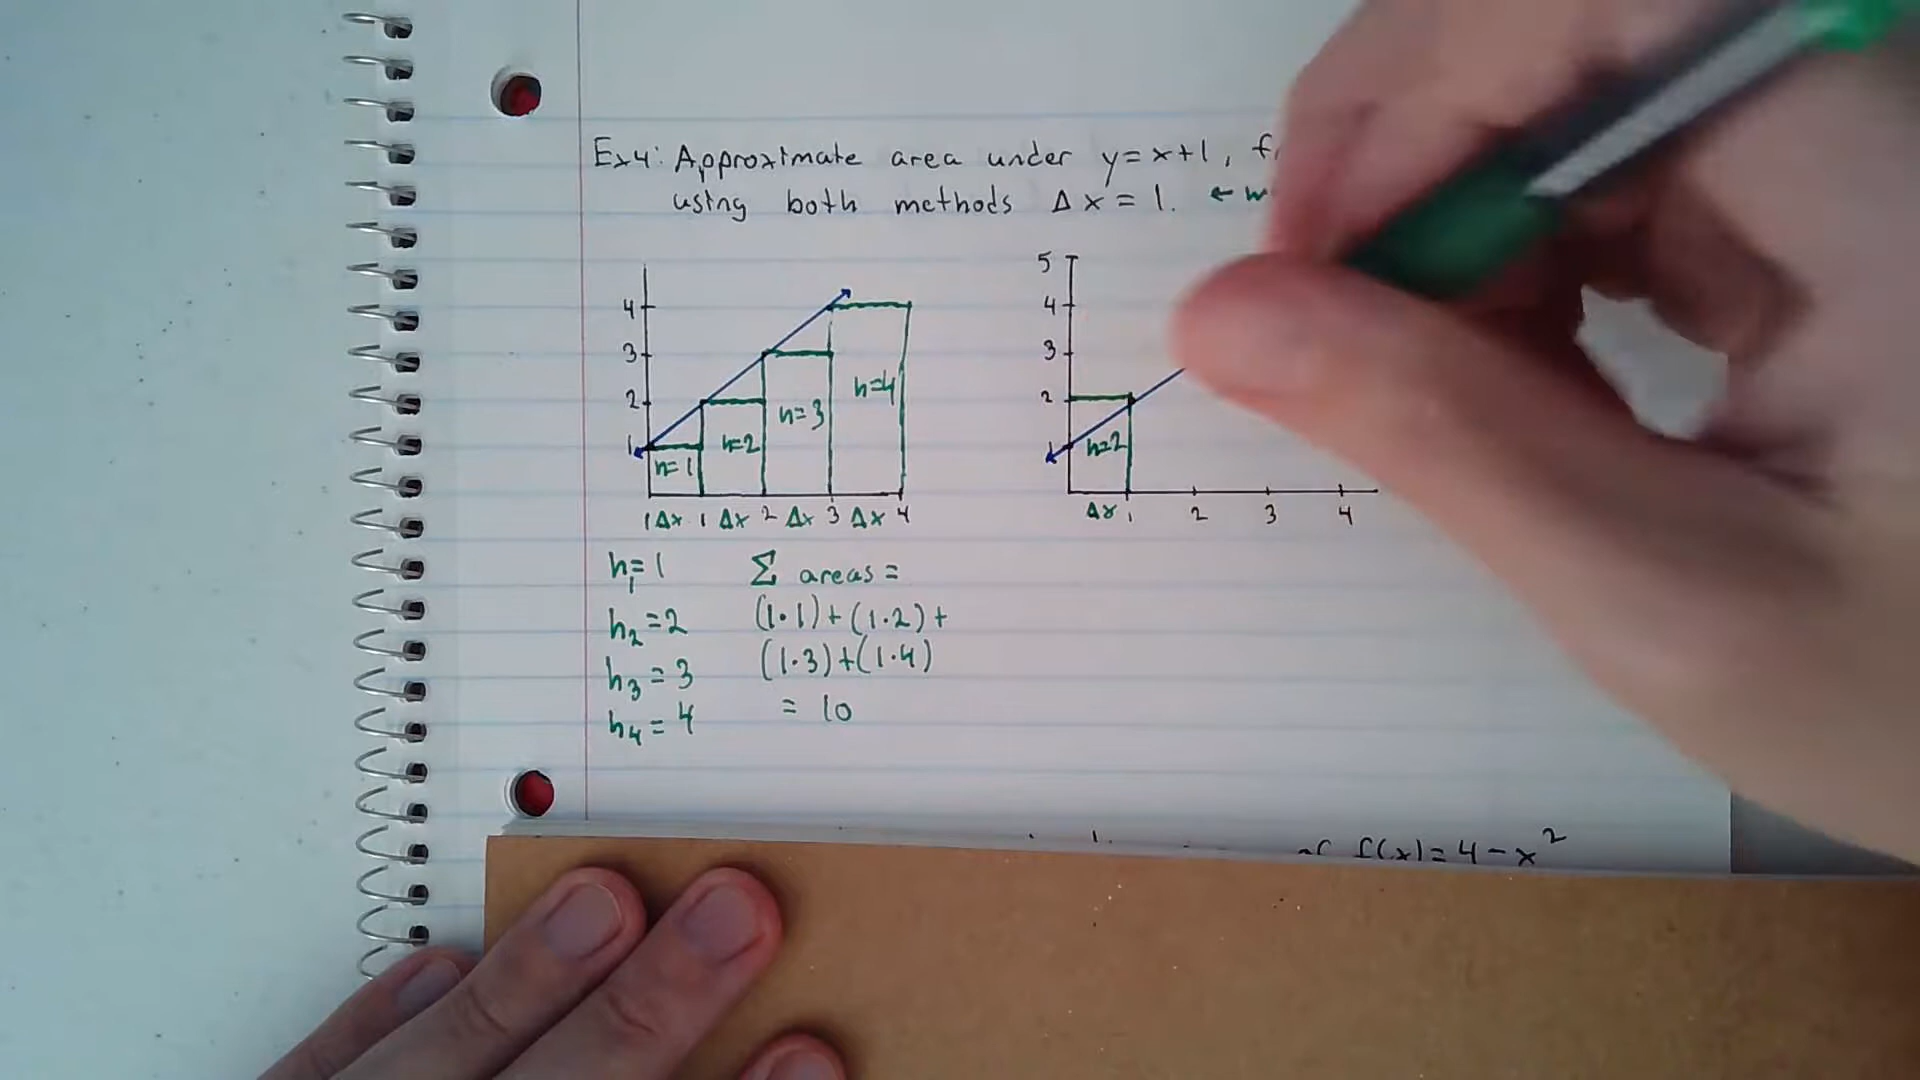 Ex4: Approximate area under y=x+1,
using both methods Δx=1. ←
4
3
2
1
h=1
h=2
h=3
h=4
1 Δx 1 Δx 2 Δx 3 Δx 4
5
4
3
2
1
h=2
Δx 1 2 3 4
h₁=1
h₂=2
h₃=3
h₄=4
Σ areas=
(1·1)+(1·2)+
(1·3)+(1·4)
= 10
of f(x)=4-x²